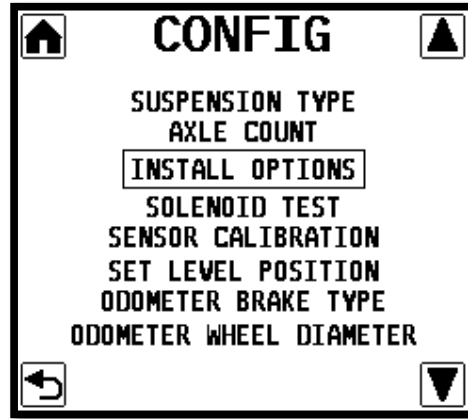 CONFIG
SUSPENSION TYPE
AXLE COUNT
INSTALL OPTIONS
SOLENOID TEST
SENSOR CALIBRATION
SET LEVEL POSITION
ODOMETER BRAKE TYPE
ODOMETER WHEEL DIAMETER